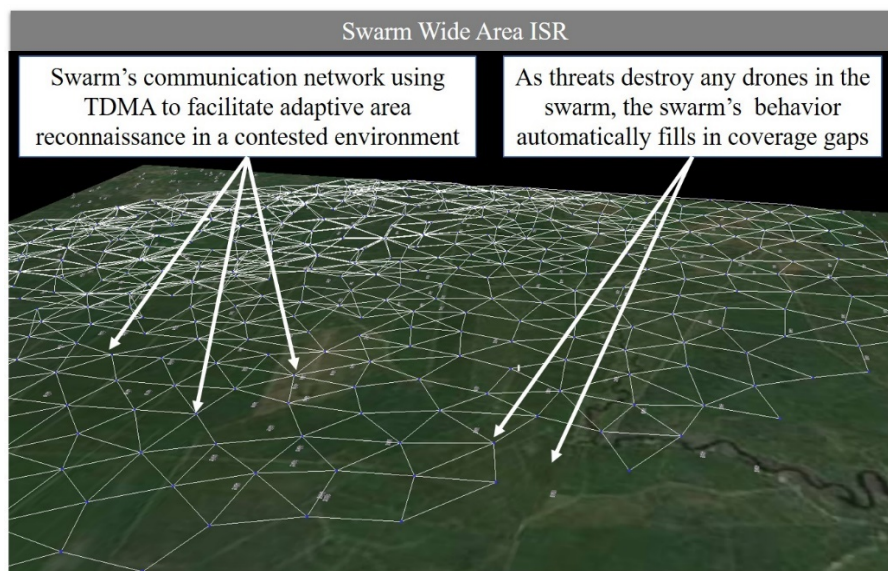 Swarm Wide Area ISR
Swarm’s communication network using
TDMA to facilitate adaptive area
reconnaissance in a contested environment
As threats destroy any drones in the
swarm, the swarm’s behavior
automatically fills in coverage gaps